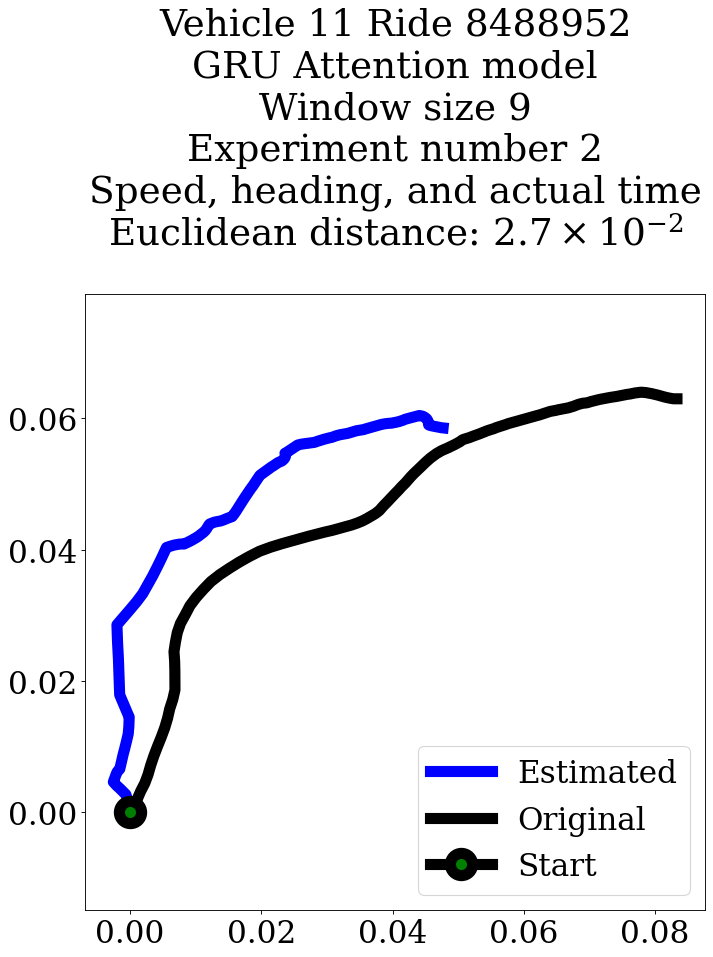 Vehicle 11 Ride 8488952
GRU Attention model
Window size 9
Experiment number 2
Speed, heading, and actual time
Euclidean distance: 2.7 × 10⁻²
0.06
0.04
0.02
0.00
Estimated
Original
Start
0.00 0.02 0.04 0.06 0.08